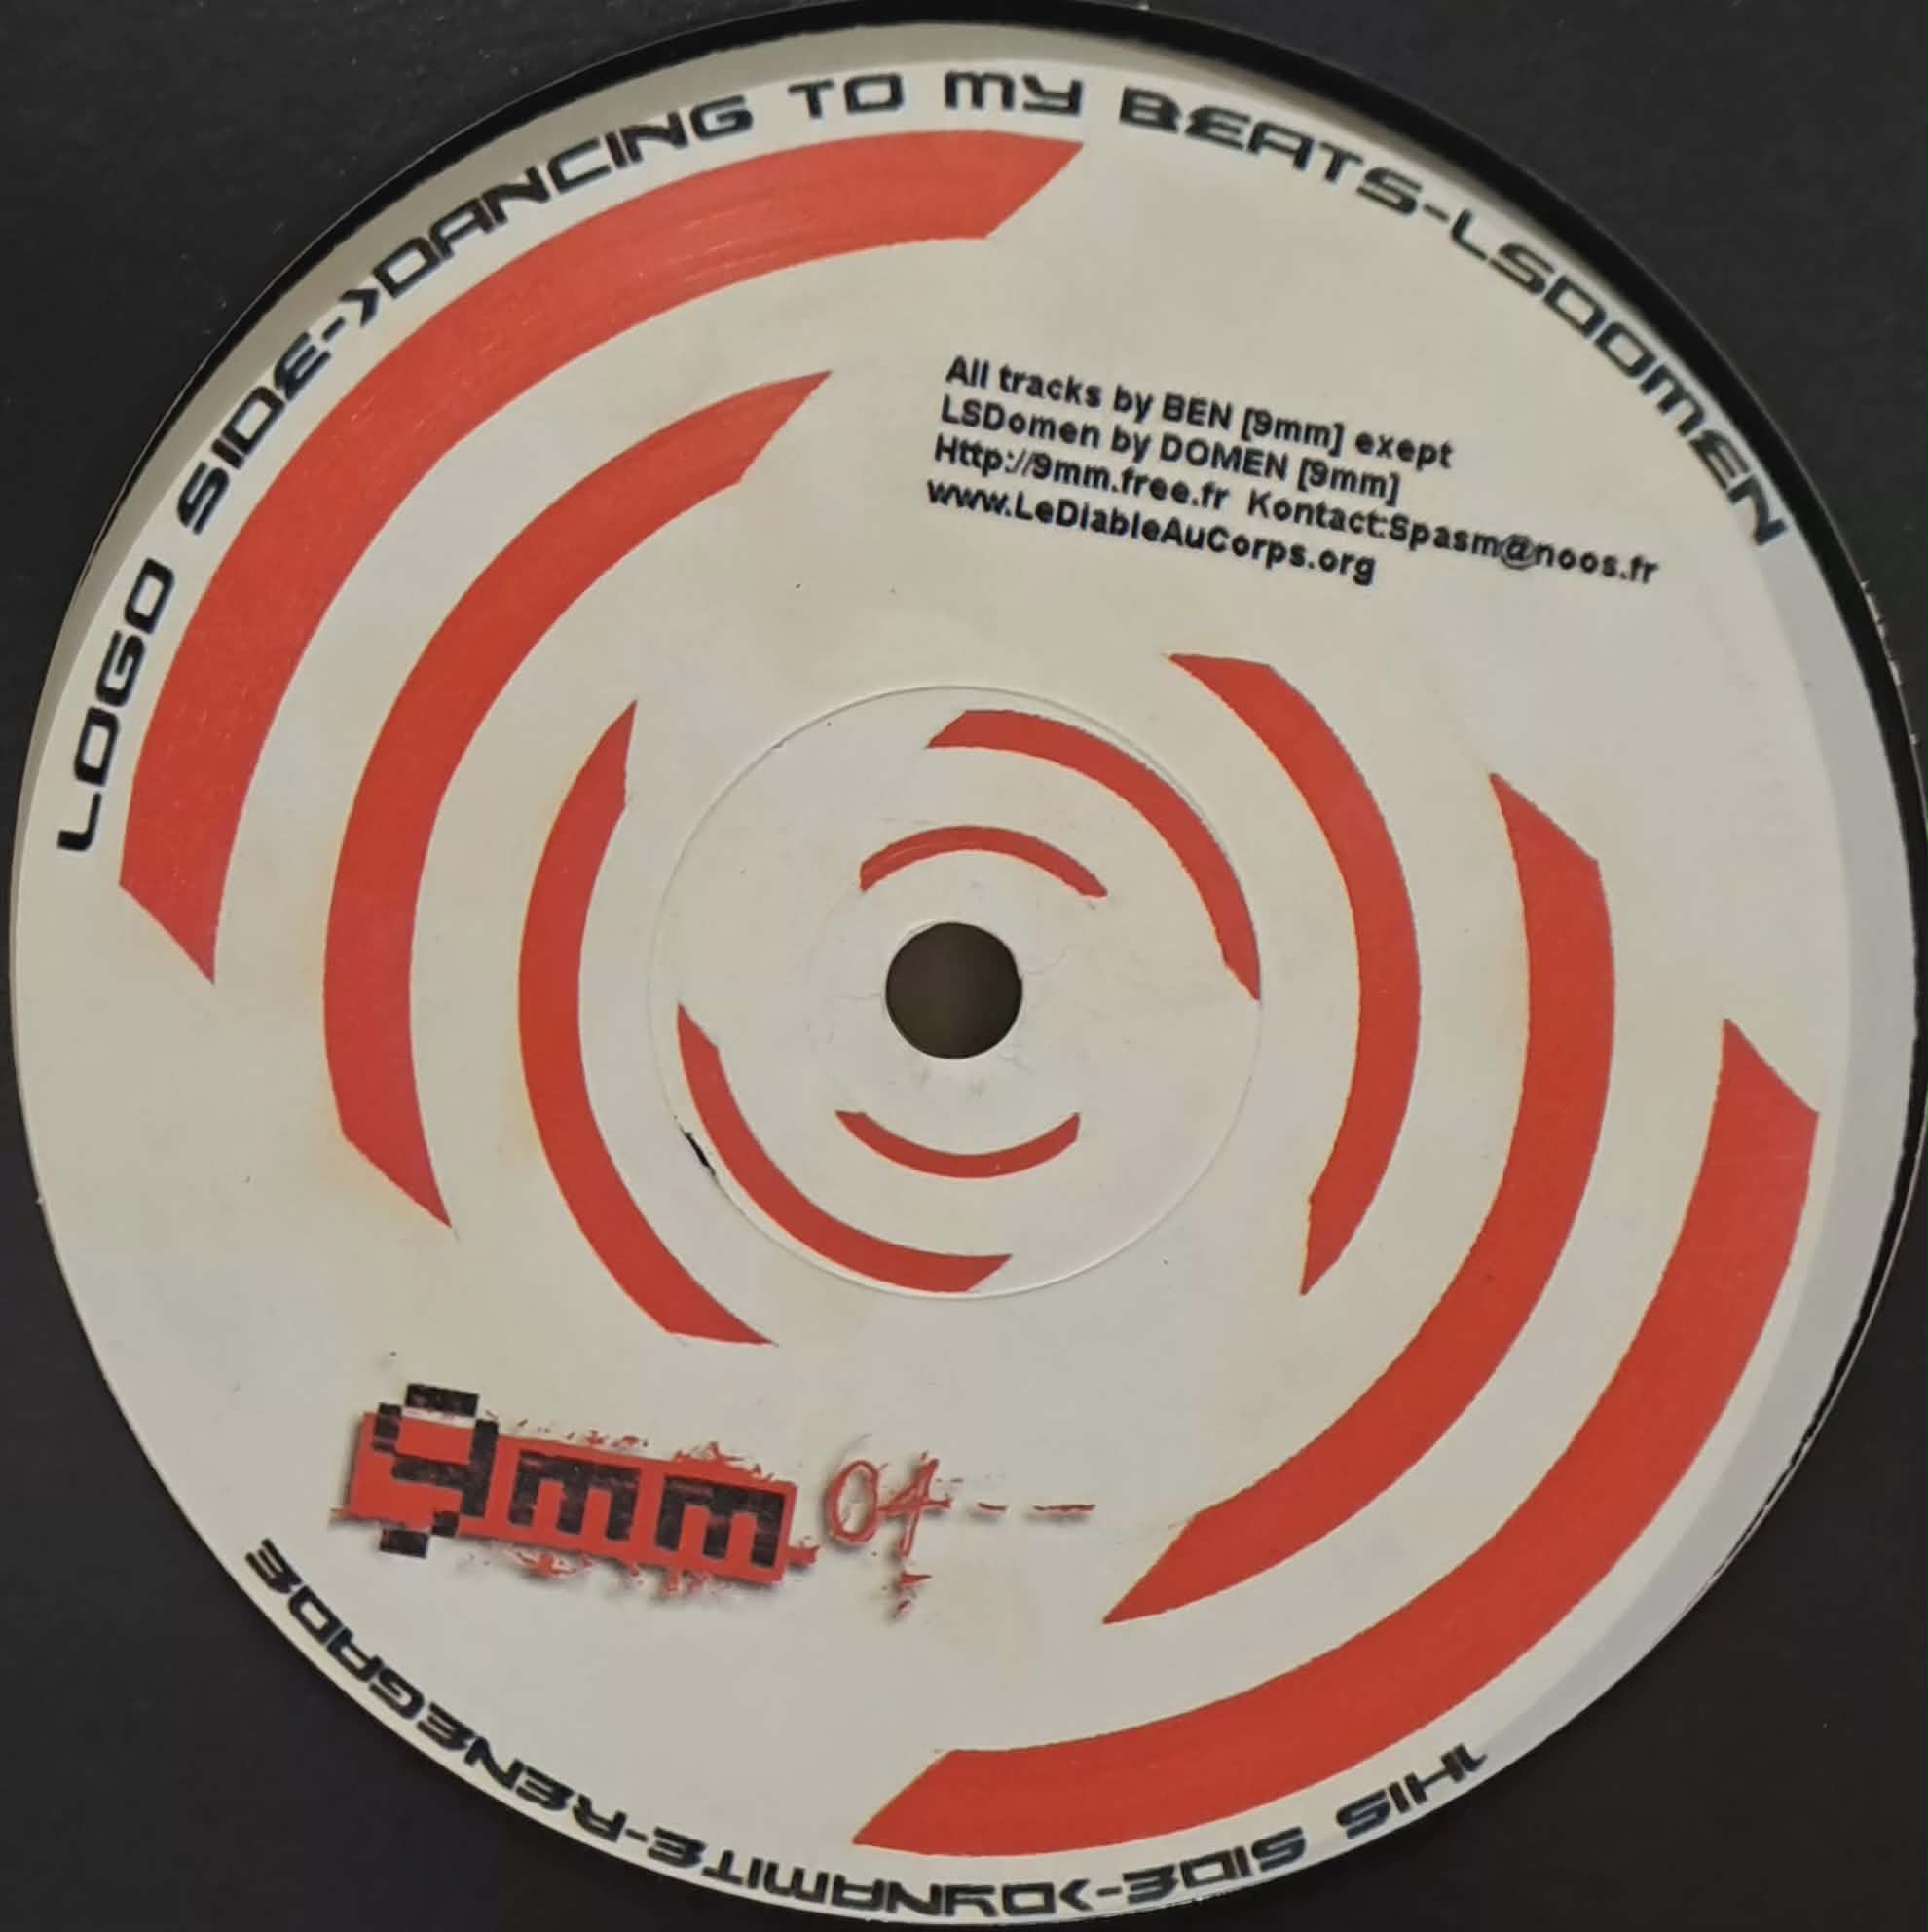 LOGO SIDE->DANCING TO MY BEATS-LSDOMEN
All tracks by BEN [9mm] exept
LSDomen by DOMEN [9mm]
Http://9mm.free.fr Kontact:Spasm@noos.fr
www.LeDiableAuCorps.org
9mm 04--
THIS SIDE->DYNAMITE-RENEGADE